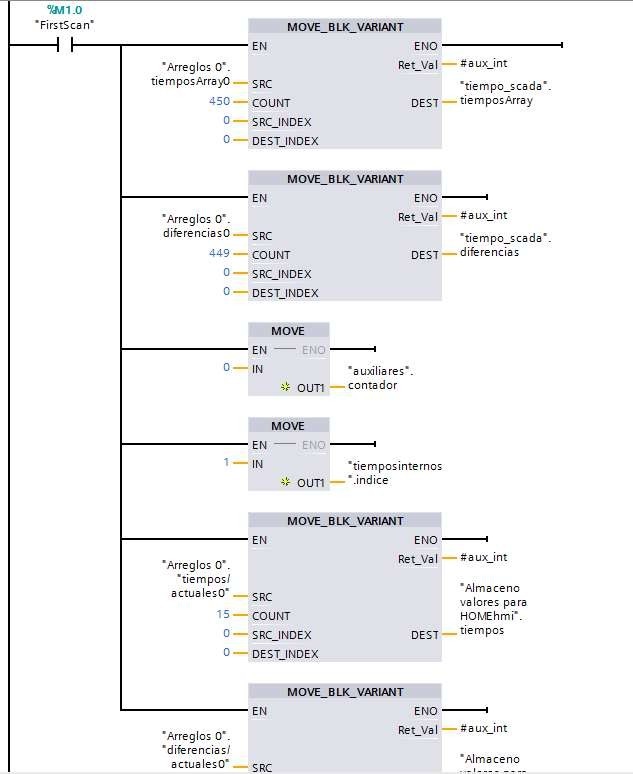 %M1.0
"FirstScan"
MOVE_BLK_VARIANT
EN ENO
Ret_Val #aux_int
"Arreglos 0".
tiemposArray0 SRC
450 COUNT DEST "tiempo_scada".
tiemposArray
0 SRC_INDEX
0 DEST_INDEX
MOVE_BLK_VARIANT
EN ENO
Ret_Val #aux_int
"Arreglos 0".
diferencias0 SRC
449 COUNT DEST "tiempo_scada".
diferencias
0 SRC_INDEX
0 DEST_INDEX
MOVE
EN ENO
0 IN
OUT1 "auxiliares".
contador
MOVE
EN ENO
1 IN
OUT1 "tiemposinternos
".indice
MOVE_BLK_VARIANT
EN ENO
Ret_Val #aux_int
"Arreglos 0".
"tiempos/
actuales0" SRC
15 COUNT
0 SRC_INDEX DEST "Almaceno
valores para
HOMEhmi".
tiempos
0 DEST_INDEX
MOVE_BLK_VARIANT
EN ENO
Ret_Val #aux_int
"Arreglos 0".
"diferencias/
actuales0" SRC
"Almaceno
valores para